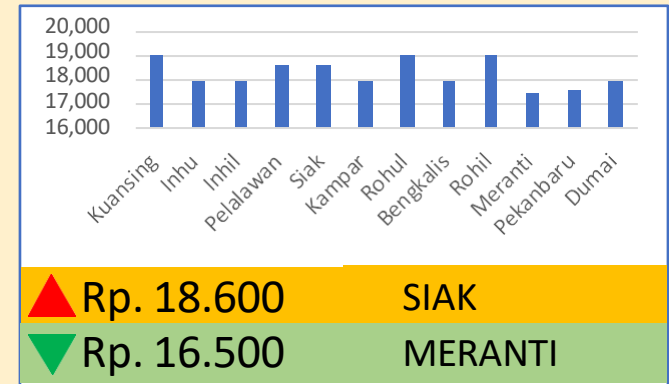 20,000
19,000
18,000
17,000
16,000
Kuansing
Inhu
Inhil
Pelalawan
Siak
Kampar
Rohul
Bengkalis
Rohil
Meranti
Pekanbaru
Dumai
Rp. 18.600 SIAK
Rp. 16.500 MERANTI